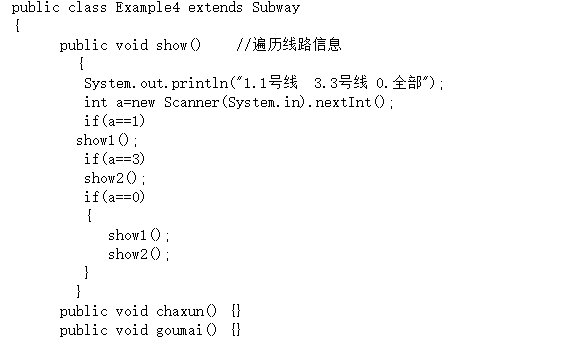 public class Example4 extends Subway
{
public void show() //遍历线路信息
{
System.out.println("1.1号线 3.3号线 0.全部");
int a=new Scanner(System.in).nextInt();
if(a==1)
show1();
if(a==3)
show2();
if(a==0)
{
show1();
show2();
}
}
public void chaxun() {}
public void goumai() {}